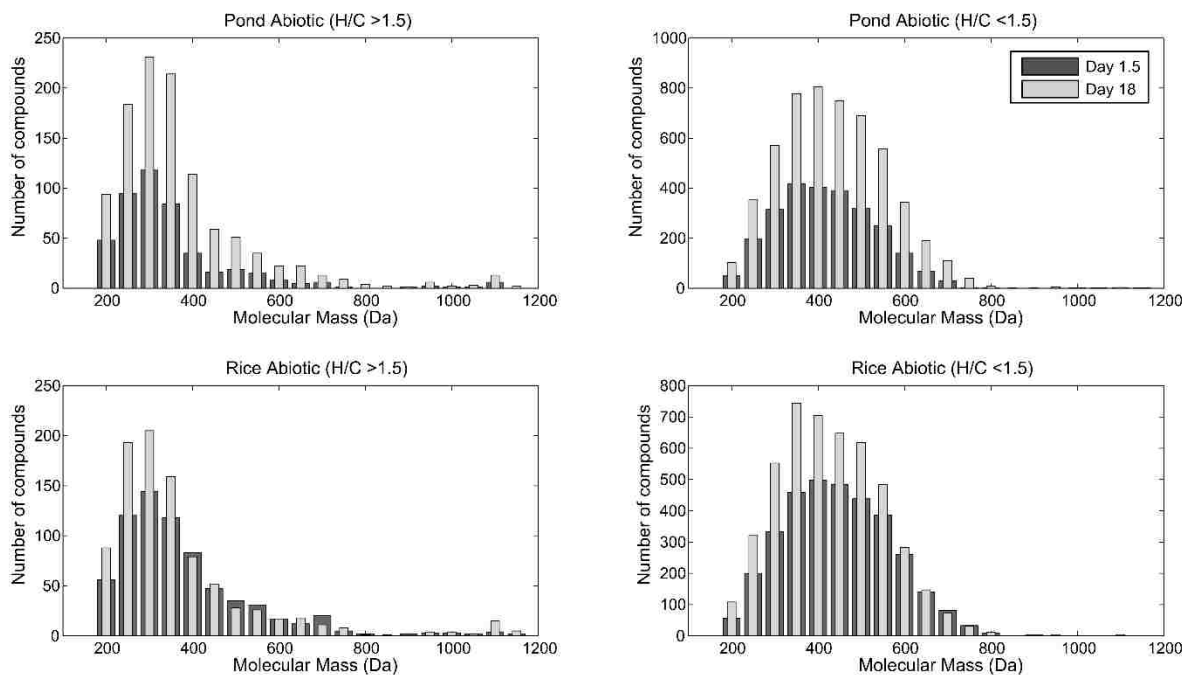 Pond Abiotic (H/C >1.5)
250
200
150
100
50
0
Number of compounds
200 400 600 800 1000 1200
Molecular Mass (Da)
Pond Abiotic (H/C <1.5)
1000
800
600
400
200
0
Number of compounds
Day 1.5
Day 18
200 400 600 800 1000 1200
Molecular Mass (Da)
Rice Abiotic (H/C >1.5)
250
200
150
100
50
0
Number of compounds
200 400 600 800 1000 1200
Molecular Mass (Da)
Rice Abiotic (H/C <1.5)
800
700
600
500
400
300
200
100
0
Number of compounds
200 400 600 800 1000 1200
Molecular Mass (Da)